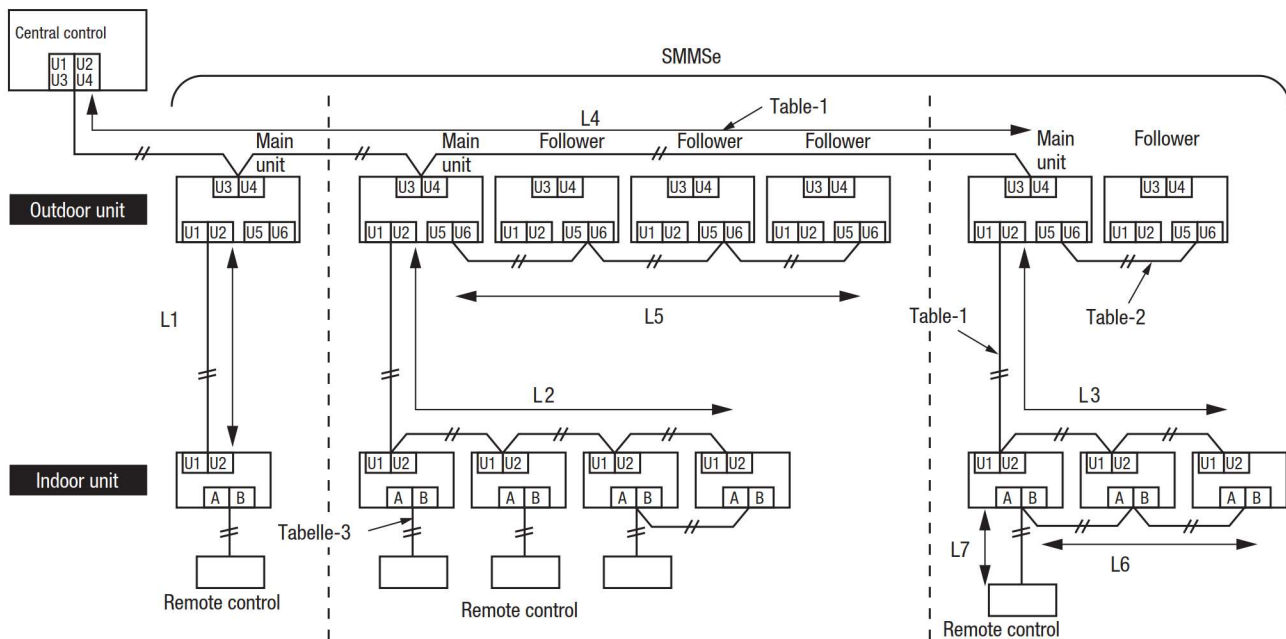 Central control
U1 U2
U3 U4
SMMSe
L4
Table-1
Main
unit
Main
unit
Follower
Follower
Follower
Main
unit
Follower
Outdoor unit
U3 U4
U3 U4
U3 U4
U3 U4
U3 U4
U3 U4
U3 U4
U1 U2
U5 U6
U1 U2
U5 U6
U1 U2
U5 U6
U1 U2
U5 U6
U1 U2
U5 U6
U1 U2
U5 U6
U1 U2
U5 U6
L1
L5
Table-1
Table-2
L2
L3
Indoor unit
U1 U2
U1 U2
U1 U2
U1 U2
U1 U2
U1 U2
U1 U2
U1 U2
A B
A B
A B
A B
A B
A B
A B
A B
Tabelle-3
L7
L6
Remote control
Remote control
Remote control